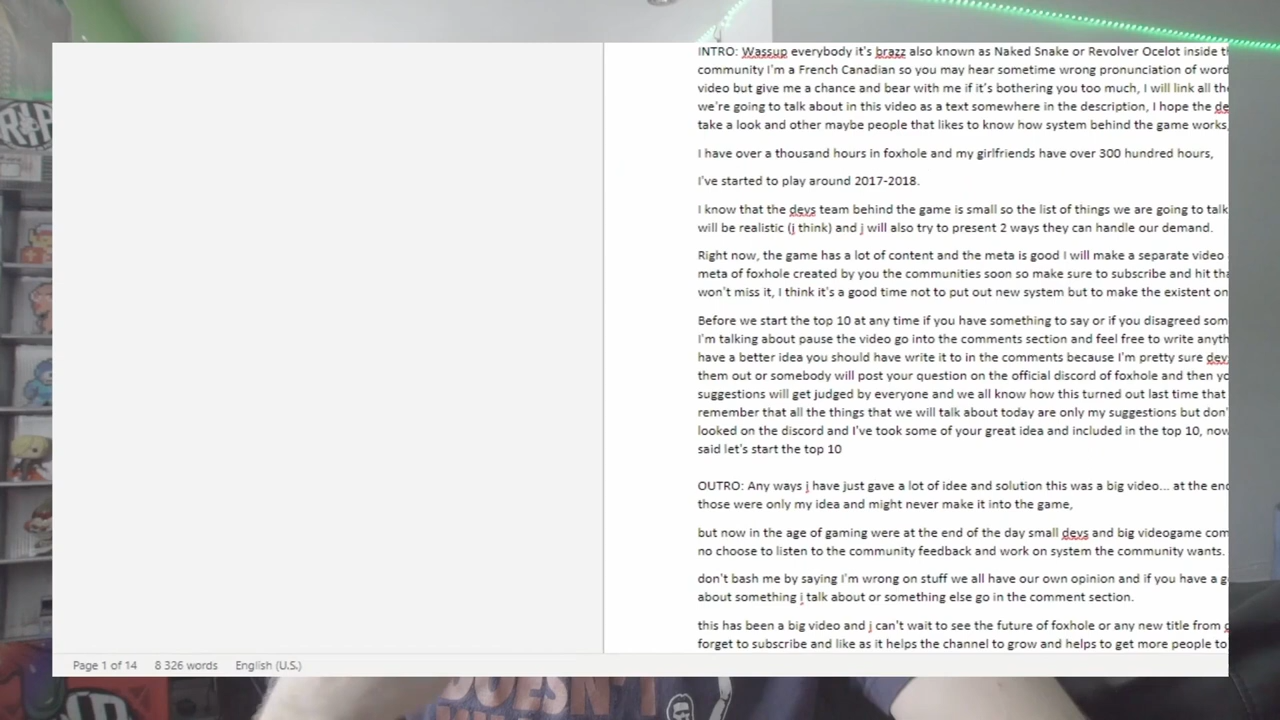 INTRO: Wassup everybody it's brazz also known as Naked Snake or Revolver Ocelot inside
community I'm a French Canadian so you may hear sometime wrong pronunciation of word
video but give me a chance and bear with me if it's bothering you too much, I will link all
we're going to talk about in this video as a text somewhere in the description, I hope the
take a look and other maybe people that likes to know how system behind the game works,
I have over a thousand hours in foxhole and my girlfriends have over 300 hundred hours,
I've started to play around 2017-2018.
I know that the devs team behind the game is small so the list of things we are going to talk
will be realistic (i think) and i will also try to present 2 ways they can handle our demand.
Right now, the game has a lot of content and the meta is good I will make a separate video
meta of foxhole created by you the communities soon so make sure to subscribe and hit
won't miss it, I think it's a good time not to put out new system but to make the existent on
Before we start the top 10 at any time if you have something to say or if you disagreed som
I'm talking about pause the video go into the comments section and feel free to write anyth
have a better idea you should have write it to in the comments because I'm pretty sure dev
them out or somebody will post your question on the official discord of foxhole and then
suggestions will get judged by everyone and we all know how this turned out last time that
remember that all the things that we will talk about today are only my suggestions but don'
looked on the discord and I've took some of your great idea and included in the top 10, now
said let's start the top 10
OUTRO: Any ways i have just gave a lot of idee and solution this was a big video... at the end
those were only my idea and might never make it into the game,
but now in the age of gaming were at the end of the day small devs and big videogame com
no choose to listen to the community feedback and work on system the community wants.
don't bash me by saying I'm wrong on stuff we all have our own opinion and if you have a g
about something i talk about or something else go in the comment section.
this has been a big video and i can't wait to see the future of foxhole or any new title from
forget to subscribe and like as it helps the channel to grow and helps to get more people to
Page 1 of 14 8 326 words English (U.S.)
RIP
DOESN'T